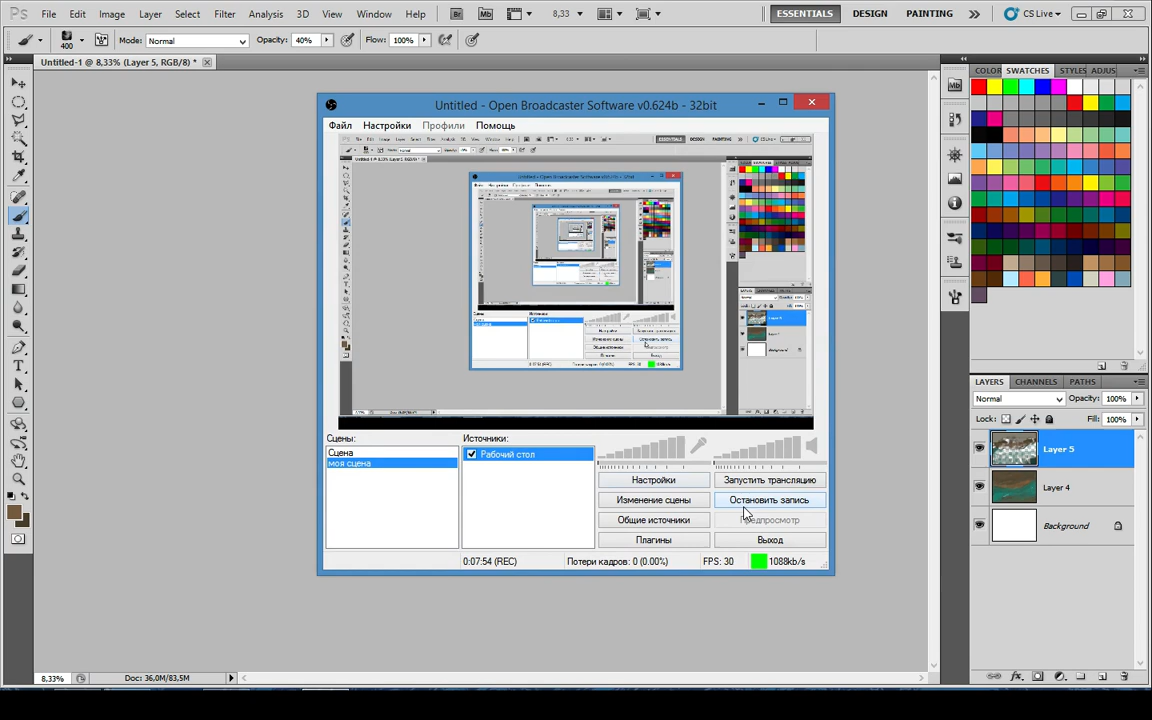 Ps File Edit Image Layer Select Filter Analysis 3D View Window Help Br Mb 8,33 ESSENTIALS DESIGN PAINTING CS Live
400 Mode: Normal Opacity: 40% Flow: 100%
Untitled-1 @ 8,33% (Layer 5, RGB/8) *
COLOR SWATCHES STYLES ADJUS
Mb
Untitled - Open Broadcaster Software v0.624b - 32bit
Файл Настройки Профили Помощь
LAYERS CHANNELS PATHS
Normal Opacity: 100%
Lock: Fill: 100%
Layer 5
Layer 4
Background
Сцены: Источники:
Сцена
моя сцена
Рабочий стол
Настройки Запустить трансляцию
Изменение сцены Остановить запись
Общие источники Предпросмотр
Плагины Выход
0:07:54 (REC) Потери кадров: 0 (0.00%) FPS: 30 1088kb/s
8,33% Doc: 36,0M/83,5M